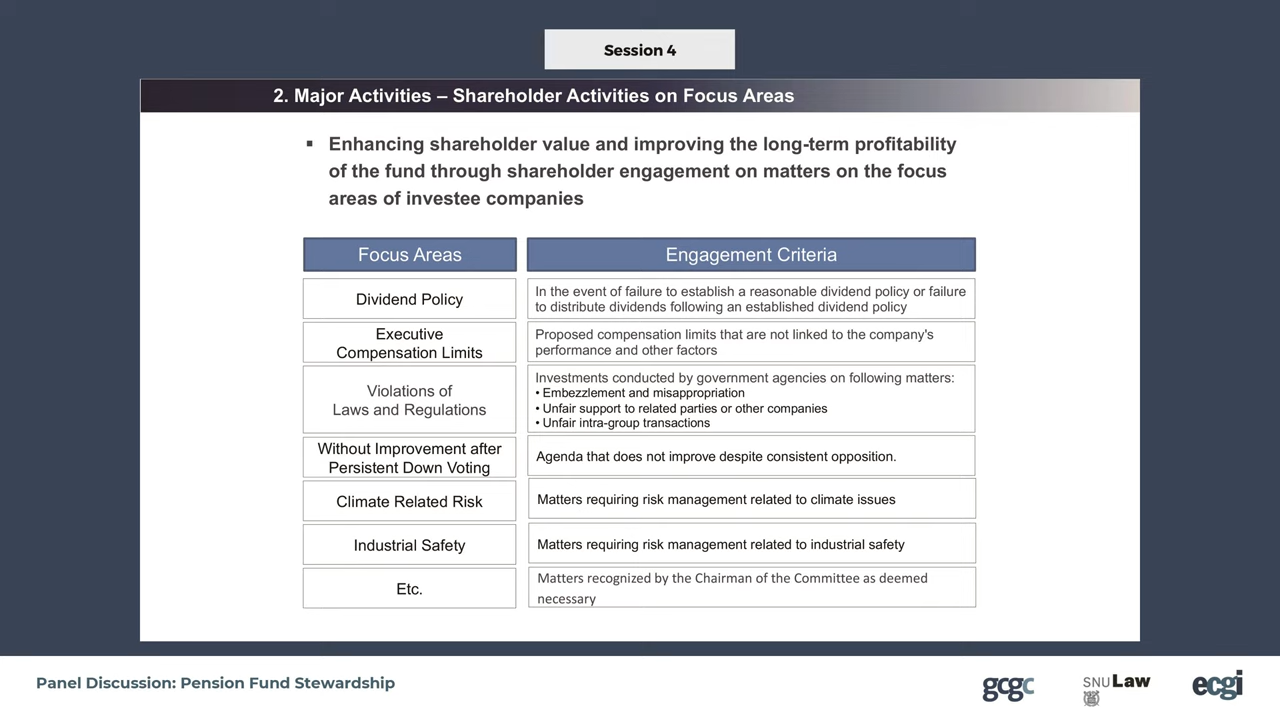 Session 4
2. Major Activities – Shareholder Activities on Focus Areas
▪ Enhancing shareholder value and improving the long-term profitability
of the fund through shareholder engagement on matters on the focus
areas of investee companies
Focus Areas
Engagement Criteria
Dividend Policy
In the event of failure to establish a reasonable dividend policy or failure
to distribute dividends following an established dividend policy
Executive
Compensation Limits
Proposed compensation limits that are not linked to the company's
performance and other factors
Violations of
Laws and Regulations
Investments conducted by government agencies on following matters:
• Embezzlement and misappropriation
• Unfair support to related parties or other companies
• Unfair intra-group transactions
Without Improvement after
Persistent Down Voting
Agenda that does not improve despite consistent opposition.
Climate Related Risk
Matters requiring risk management related to climate issues
Industrial Safety
Matters requiring risk management related to industrial safety
Etc.
Matters recognized by the Chairman of the Committee as deemed
necessary
Panel Discussion: Pension Fund Stewardship
gcgc
SNU Law
ecgi